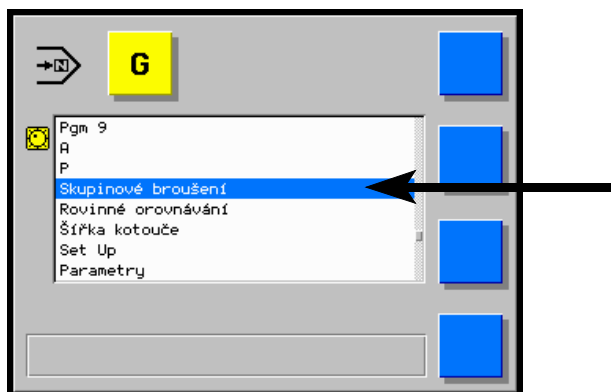 N
G
Pgm 9
A
P
Skupinové broušení
Rovinné orovnávání
Šířka kotouče
Set Up
Parametry